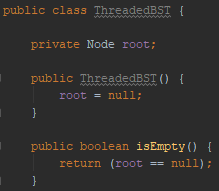 public class ThreadedBST {
private Node root;
public ThreadedBST() {
root = null;
}
public boolean isEmpty() {
return (root == null);
}